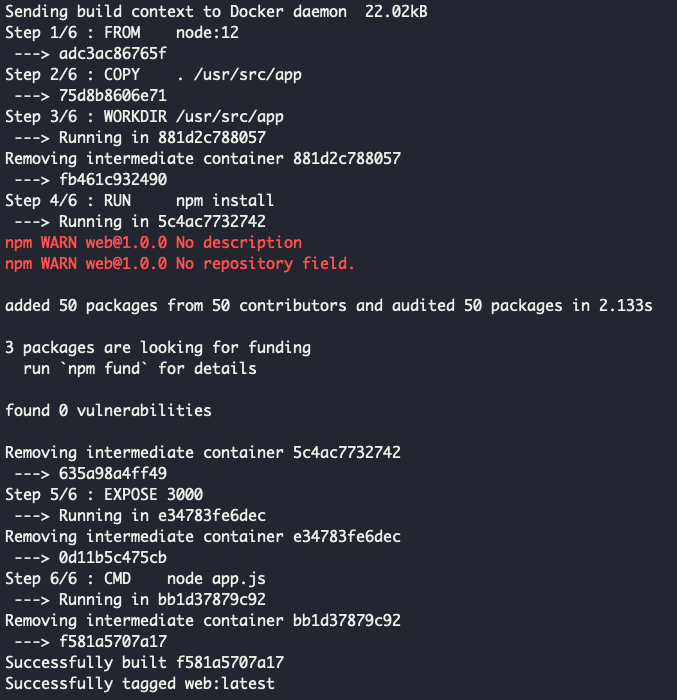 Sending build context to Docker daemon  22.02kB
Step 1/6 : FROM    node:12
 ---> adc3ac86765f
Step 2/6 : COPY    . /usr/src/app
 ---> 75d8b8606e71
Step 3/6 : WORKDIR /usr/src/app
 ---> Running in 881d2c788057
Removing intermediate container 881d2c788057
 ---> fb461c932490
Step 4/6 : RUN     npm install
 ---> Running in 5c4ac7732742
npm WARN web@1.0.0 No description
npm WARN web@1.0.0 No repository field.
added 50 packages from 50 contributors and audited 50 packages in 2.133s
3 packages are looking for funding
  run `npm fund` for details
found 0 vulnerabilities
Removing intermediate container 5c4ac7732742
 ---> 635a98a4ff49
Step 5/6 : EXPOSE 3000
 ---> Running in e34783fe6dec
Removing intermediate container e34783fe6dec
 ---> 0d11b5c475cb
Step 6/6 : CMD    node app.js
 ---> Running in bb1d37879c92
Removing intermediate container bb1d37879c92
 ---> f581a5707a17
Successfully built f581a5707a17
Successfully tagged web:latest